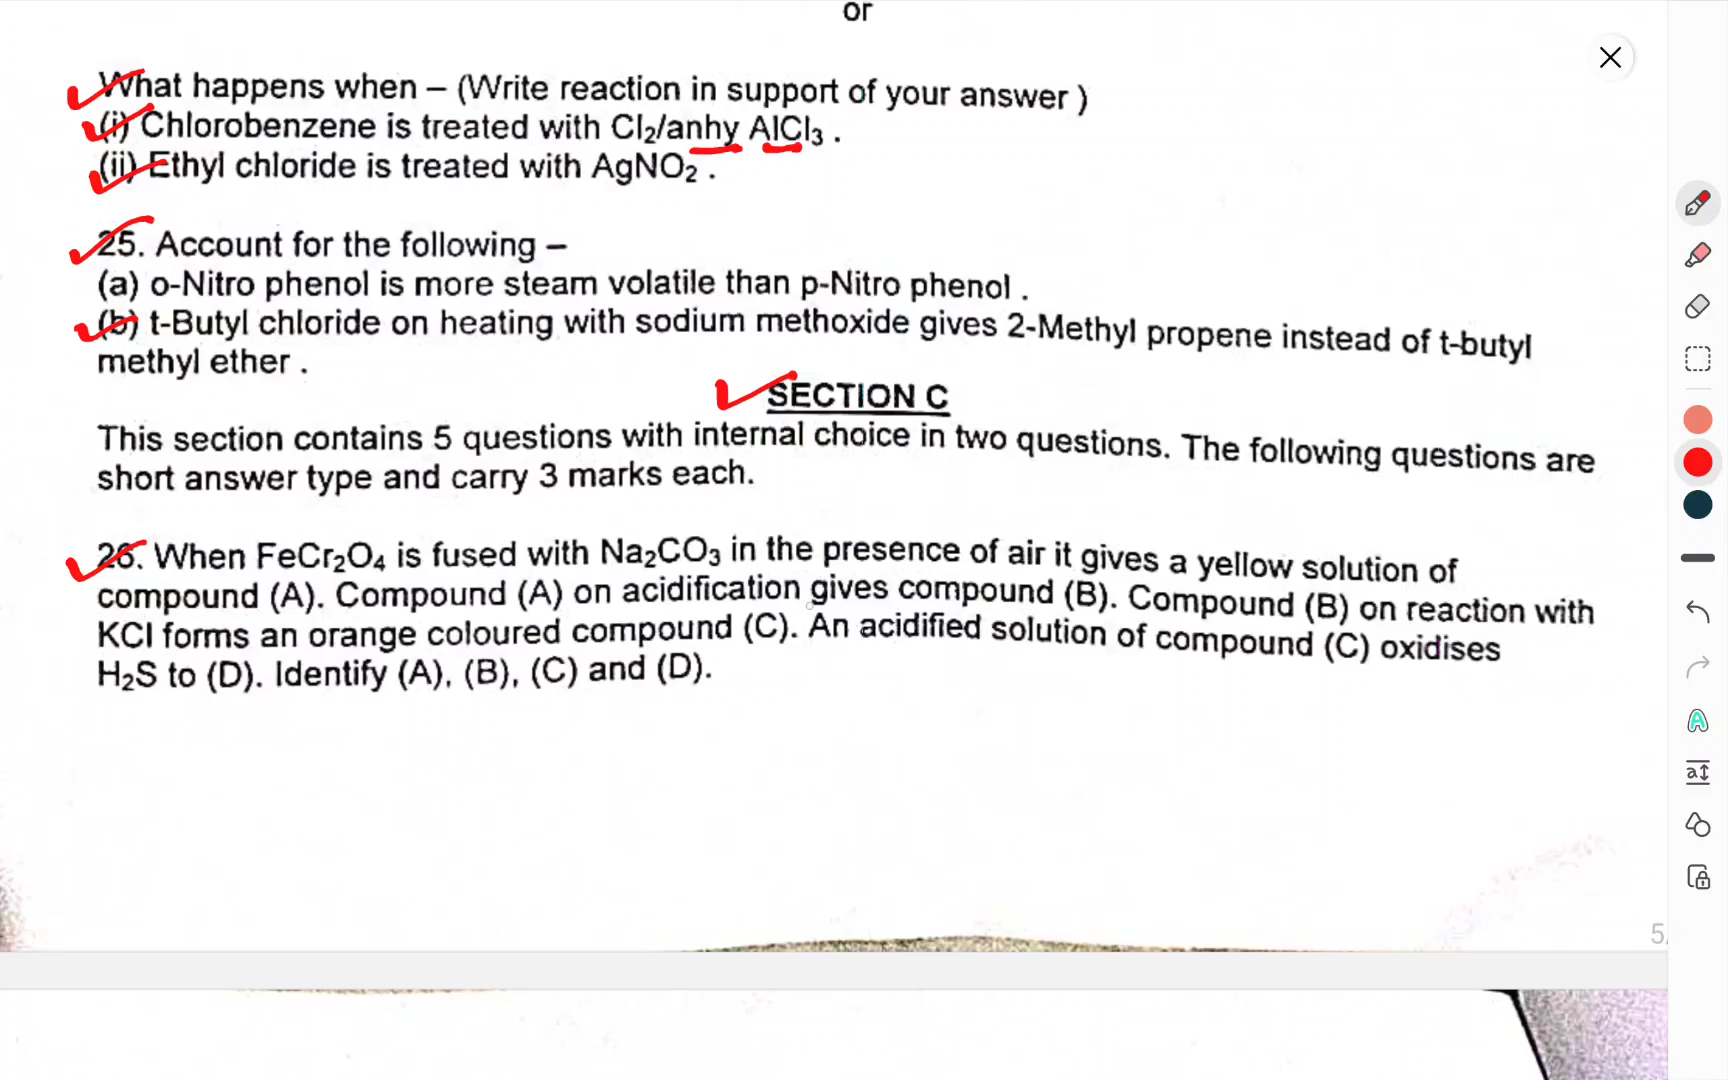 or
What happens when – (Write reaction in support of your answer )
(i) Chlorobenzene is treated with Cl₂/anhy AlCl₃ .
(ii) Ethyl chloride is treated with AgNO₂ .
25. Account for the following –
(a) o-Nitro phenol is more steam volatile than p-Nitro phenol .
(b) t-Butyl chloride on heating with sodium methoxide gives 2-Methyl propene instead of t-butyl
methyl ether .
SECTION C
This section contains 5 questions with internal choice in two questions. The following questions are
short answer type and carry 3 marks each.
26. When FeCr₂O₄ is fused with Na₂CO₃ in the presence of air it gives a yellow solution of
compound (A). Compound (A) on acidification gives compound (B). Compound (B) on reaction with
KCl forms an orange coloured compound (C). An acidified solution of compound (C) oxidises
H₂S to (D). Identify (A), (B), (C) and (D).